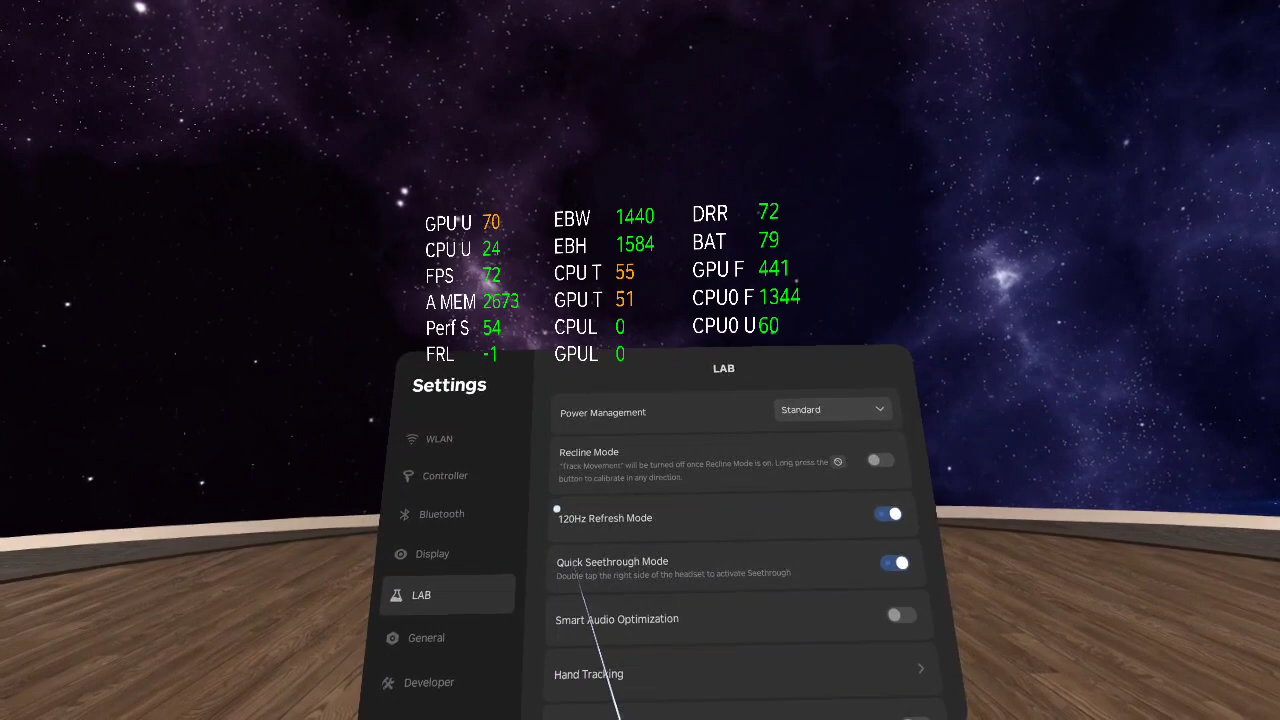 GPU U 70 EBW 1440 DRR 72
CPU U 24 EBH 1584 BAT 79
FPS 72 CPU T 55 GPU F 441
A MEM 2673 GPU T 51 CPU0 F 1344
Perf S 54 CPUL 0 CPU0 U 60
FRL -1 GPUL 0
Settings
WLAN
Controller
Bluetooth
Display
LAB
General
Developer
LAB
Power Management Standard
Recline Mode
"Track Movement" will be turned off once Recline Mode is on. Long press the
button to calibrate in any direction.
120Hz Refresh Mode
Quick Seethrough Mode
Double tap the right side of the headset to activate Seethrough
Smart Audio Optimization
Hand Tracking